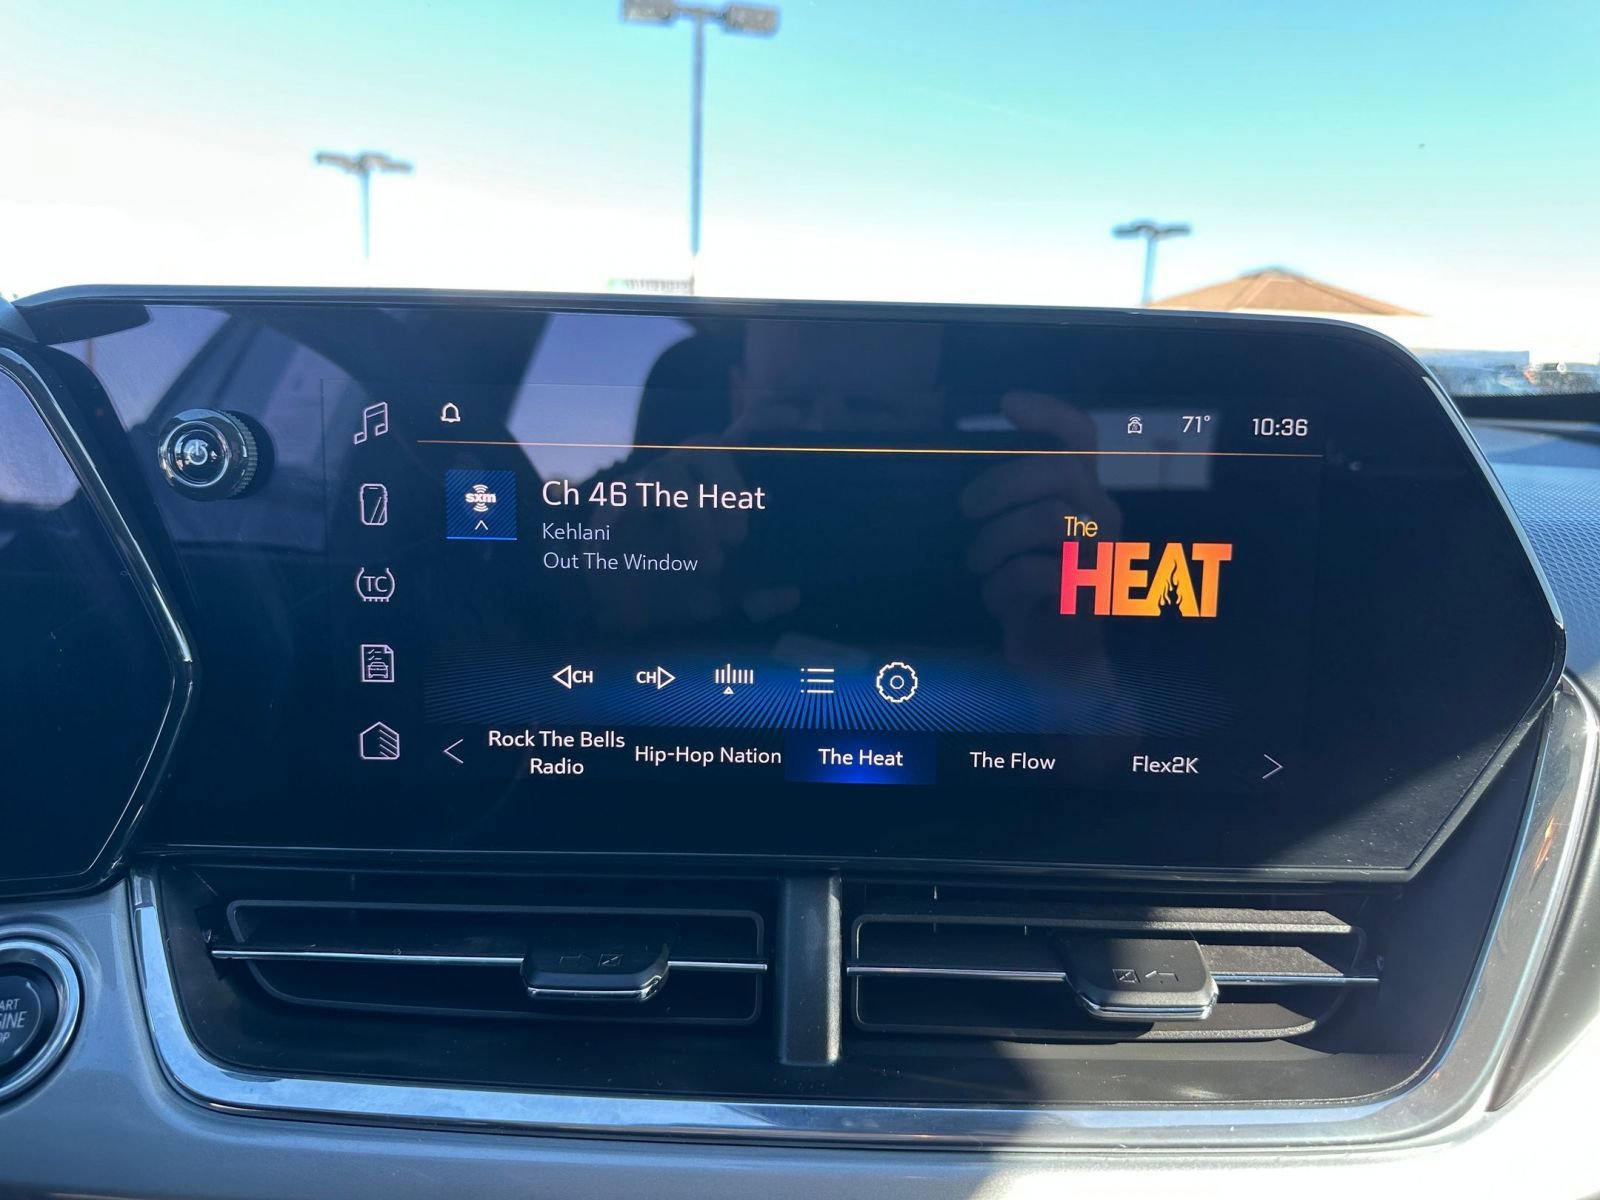 71° 10:36
sxm
Ch 46 The Heat
Kehlani
Out The Window
The
HEAT
TC
CH CH
Rock The Bells
Radio
Hip-Hop Nation
The Heat
The Flow
Flex2K